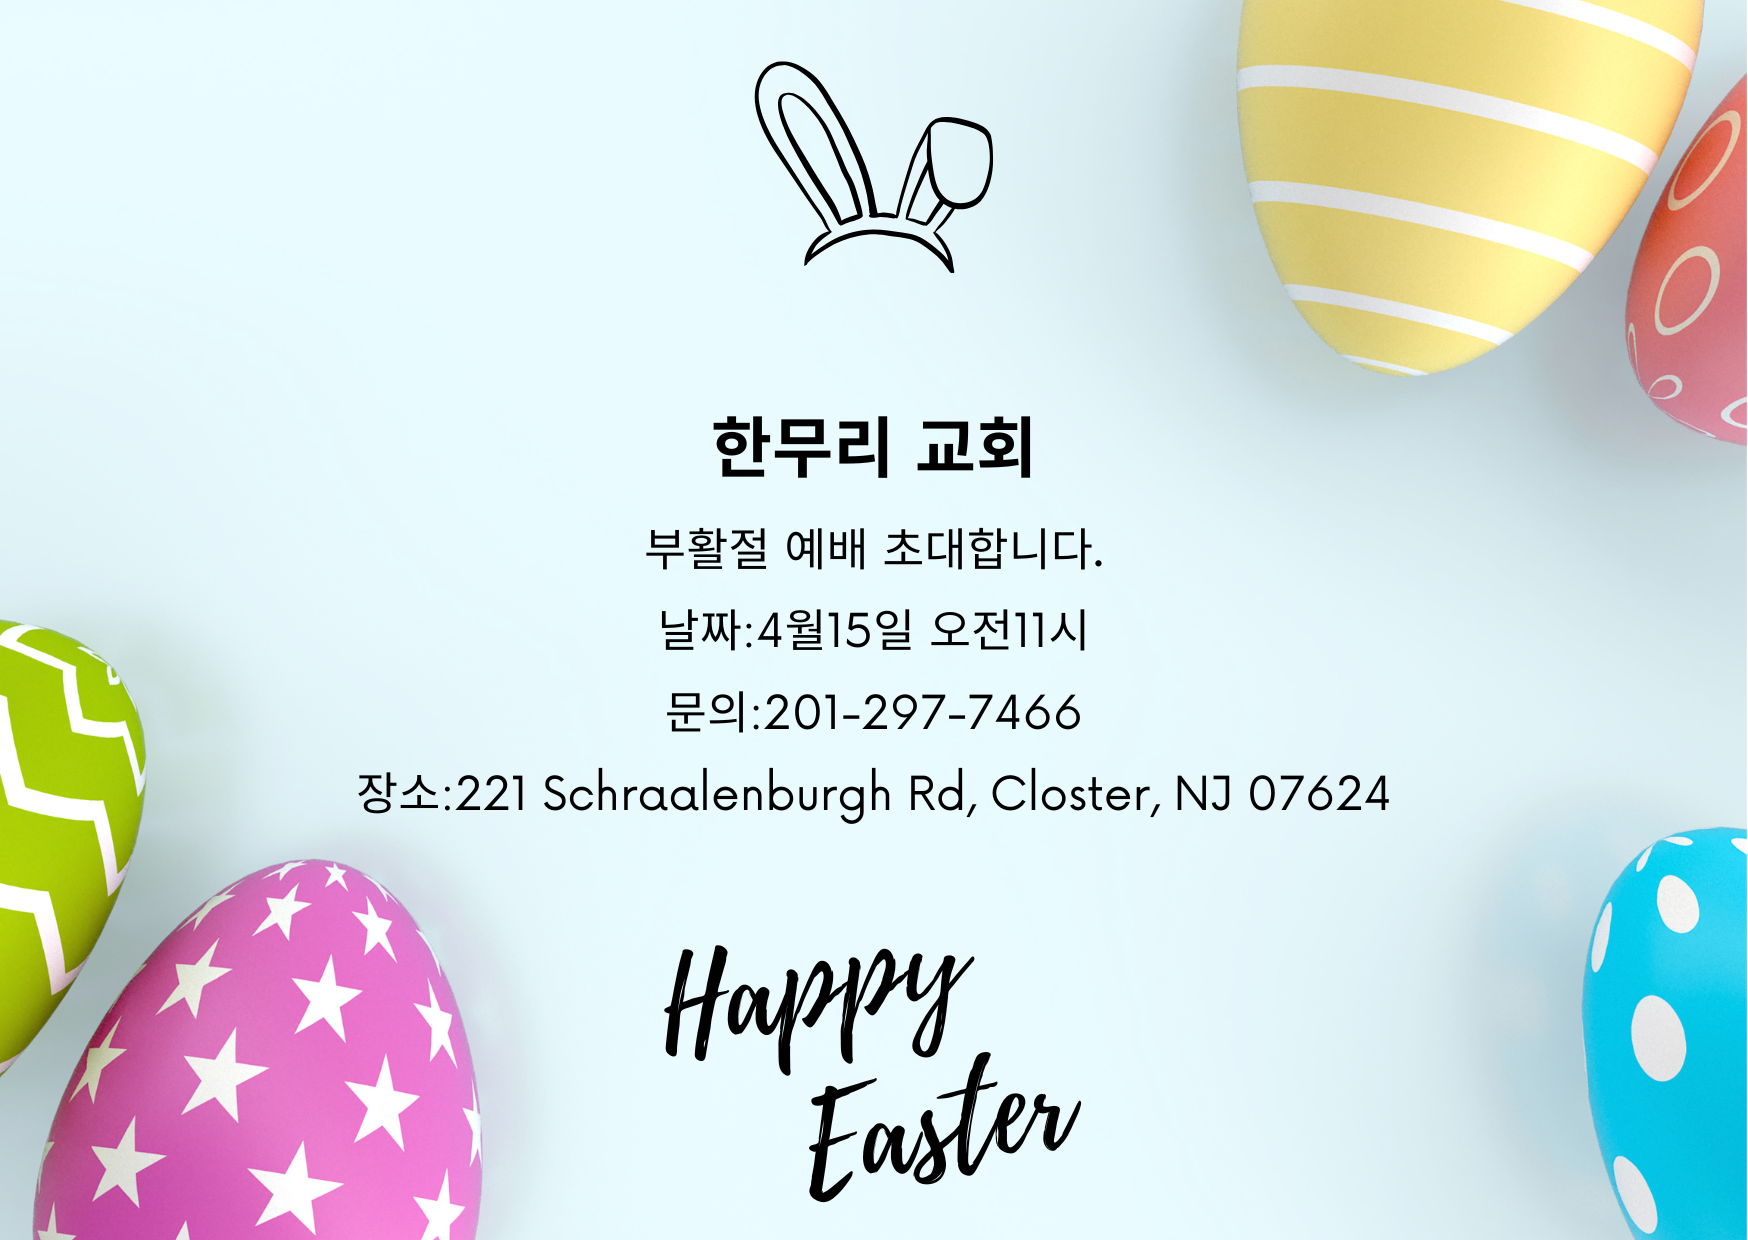 한무리 교회
부활절 예배 초대합니다.
날짜:4월15일 오전11시
문의:201-297-7466
장소:221 Schraalenburgh Rd, Closter, NJ 07624
Happy
Easter